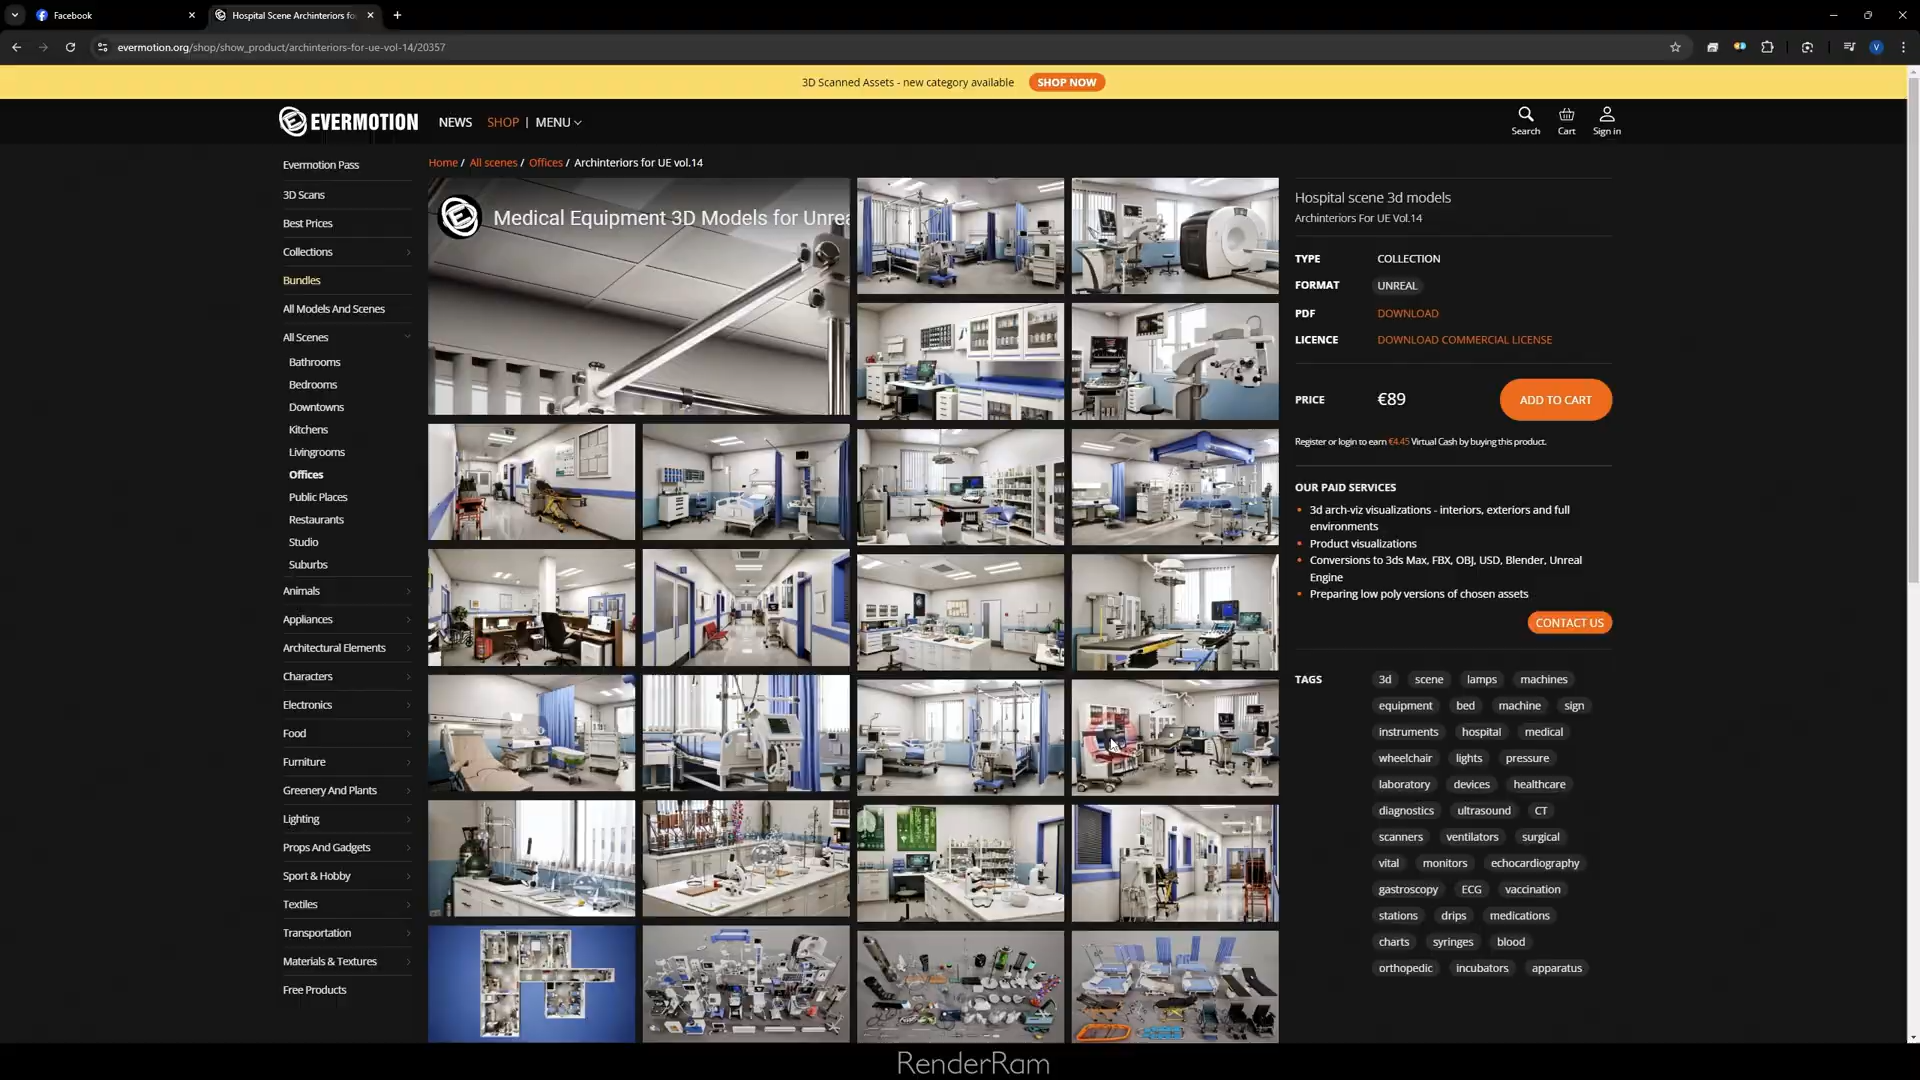 Facebook
Hospital Scene Archinteriors fo
evermotion.org/shop/show_product/archinteriors-for-ue-vol-14/20357
V
3D Scanned Assets - new category available
SHOP NOW
EVERMOTION
NEWS
SHOP
|
MENU
Search
Cart
Sign in
Evermotion Pass
3D Scans
Best Prices
Collections
Bundles
All Models And Scenes
All Scenes
Bathrooms
Bedrooms
Downtowns
Kitchens
Livingrooms
Offices
Public Places
Restaurants
Studio
Suburbs
Animals
Appliances
Architectural Elements
Characters
Electronics
Food
Furniture
Greenery And Plants
Lighting
Props And Gadgets
Sport & Hobby
Textiles
Transportation
Materials & Textures
Free Products
Home / All scenes / Offices / Archinteriors for UE vol.14
Medical Equipment 3D Models for Unrea
Hospital scene 3d models
Archinteriors For UE Vol.14
TYPE COLLECTION
FORMAT UNREAL
PDF DOWNLOAD
LICENCE DOWNLOAD COMMERCIAL LICENSE
PRICE €89 ADD TO CART
Register or login to earn €4.45 Virtual Cash by buying this product.
OUR PAID SERVICES
3d arch-viz visualizations - interiors, exteriors and full
environments
Product visualizations
Conversions to 3ds Max, FBX, OBJ, USD, Blender, Unreal
Engine
Preparing low poly versions of chosen assets
CONTACT US
TAGS 3d scene lamps machines
equipment bed machine sign
instruments hospital medical
wheelchair lights pressure
laboratory devices healthcare
diagnostics ultrasound CT
scanners ventilators surgical
vital monitors echocardiography
gastroscopy ECG vaccination
stations drips medications
charts syringes blood
orthopedic incubators apparatus
RenderRam